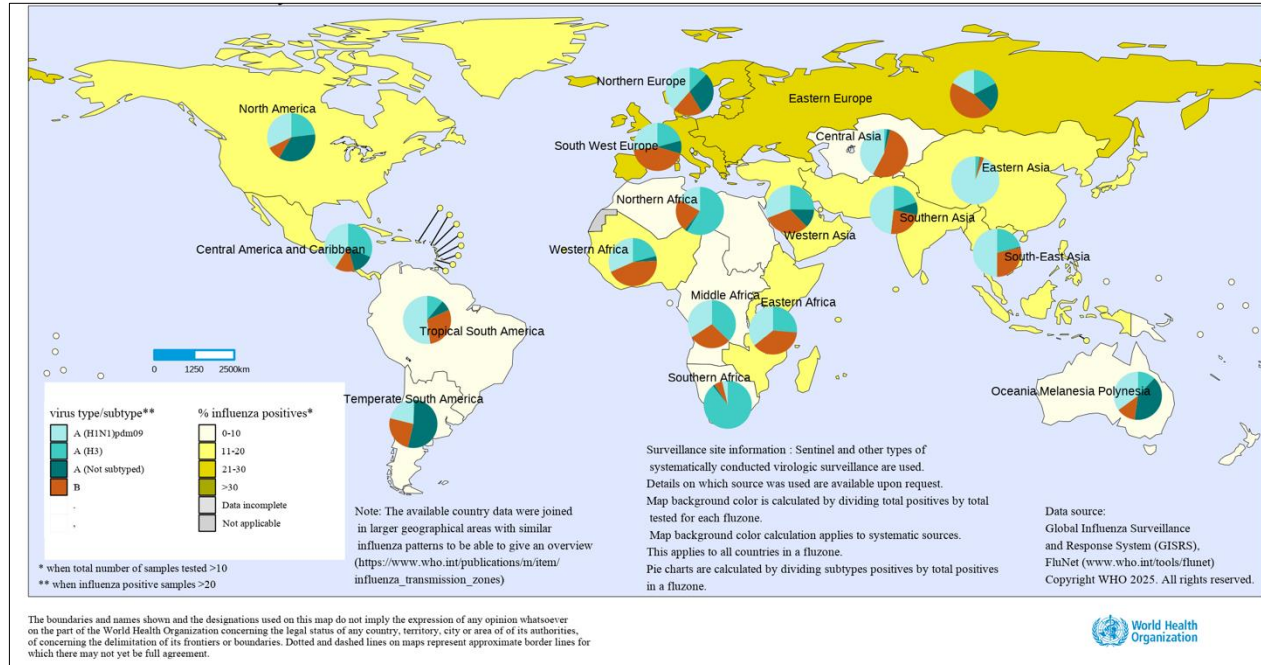 Northern Europe
Eastern Europe
North America
South West Europe
Central Asia
Eastern Asia
Northern Africa
Southern Asia
Western Asia
Central America and Caribbean
Western Africa
South-East Asia
Middle Africa
Eastern Africa
Tropical South America
0 1250 2500km
Southern Africa
Oceania Melanesia Polynesia
Temperate South America
virus type/subtype**
A (H1N1)pdm09
A (H3)
A (Not subtyped)
B
.
.
% influenza positives*
0-10
11-20
21-30
>30
Data incomplete
Not applicable
* when total number of samples tested >10
** when influenza positive samples >20
Note: The available country data were joined
in larger geographical areas with similar
influenza patterns to be able to give an overview
(https://www.who.int/publications/m/item/
influenza_transmission_zones)
Surveillance site information : Sentinel and other types of
systematically conducted virologic surveillance are used.
Details on which source was used are available upon request.
Map background color is calculated by dividing total positives by total
tested for each fluzone.
Map background color calculation applies to systematic sources.
This applies to all countries in a fluzone.
Pie charts are calculated by dividing subtypes positives by total positives
in a fluzone.
Data source:
Global Influenza Surveillance
and Response System (GISRS),
FluNet (www.who.int/tools/flunet)
Copyright WHO 2025. All rights reserved.
The boundaries and names shown and the designations used on this map do not imply the expression of any opinion whatsoever
on the part of the World Health Organization concerning the legal status of any country, territory, city or area of of its authorities,
of concerning the delimitation of its frontiers or boundaries. Dotted and dashed lines on maps represent approximate border lines for
which there may not yet be full agreement.
World Health
Organization